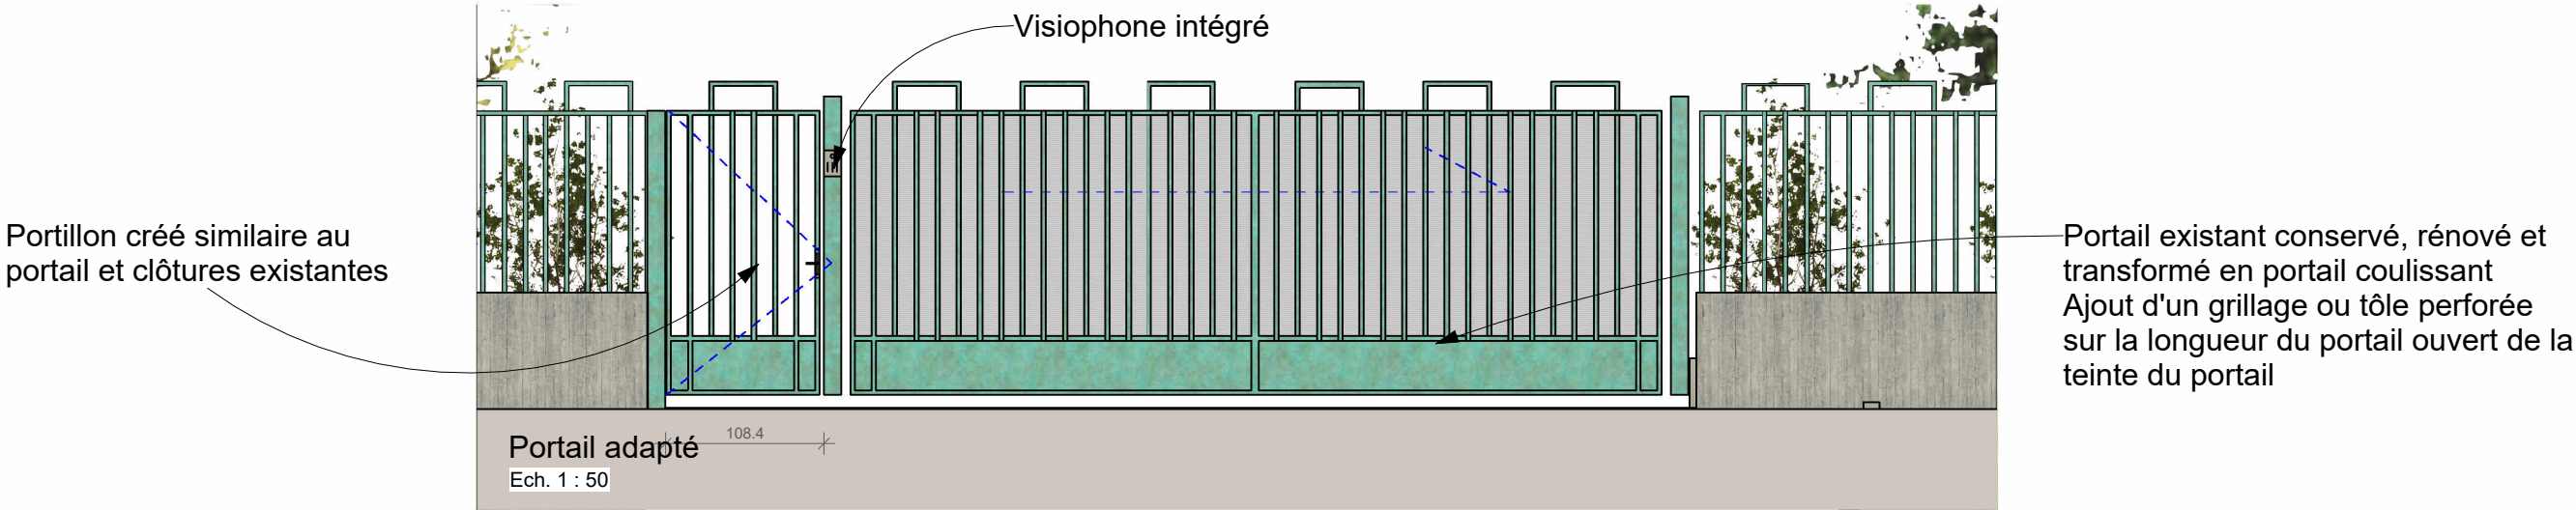 Visiophone intégré
Portillon créé similaire au
portail et clôtures existantes
Portail existant conservé, rénové et
transformé en portail coulissant
Ajout d'un grillage ou tôle perforée
sur la longueur du portail ouvert de la
teinte du portail
108.4
Portail adapté
Ech. 1 : 50